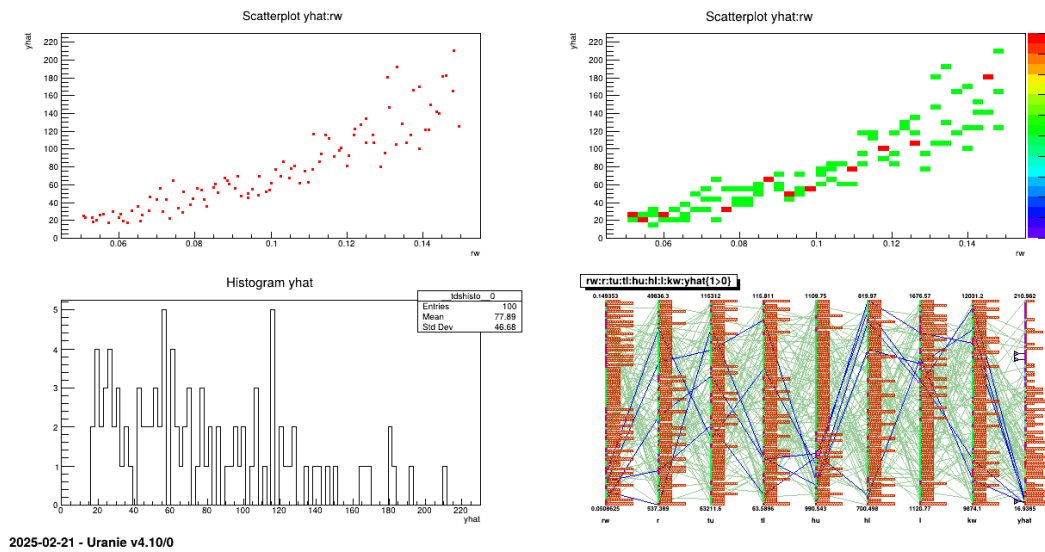 Scatterplot yhat:rw
yhat
220
200
180
160
140
120
100
80
60
40
20
0
0.06
0.08
0.1
0.12
0.14
rw
Scatterplot yhat:rw
yhat
220
200
180
160
140
120
100
80
60
40
20
0
0.06
0.08
0.1
0.12
0.14
rw
Histogram yhat
__tdshisto__0
Entries 100
Mean 77.89
Std Dev 46.68
5
4
3
2
1
0
0 20 40 60 80 100 120 140 160 180 200 220
yhat
rw:r:tu:tl:hu:hl:l:kw:yhat{1>0}
0.149353 49836.3 115312 115.811 1109.75 819.97 1676.57 12031.2 210.982
0.0506625 537.389 63211.6 63.5896 990.543 700.498 1120.77 9874.1 16.9385
rw r tu tl hu hl l kw yhat
2025-02-21 - Uranie v4.10/0